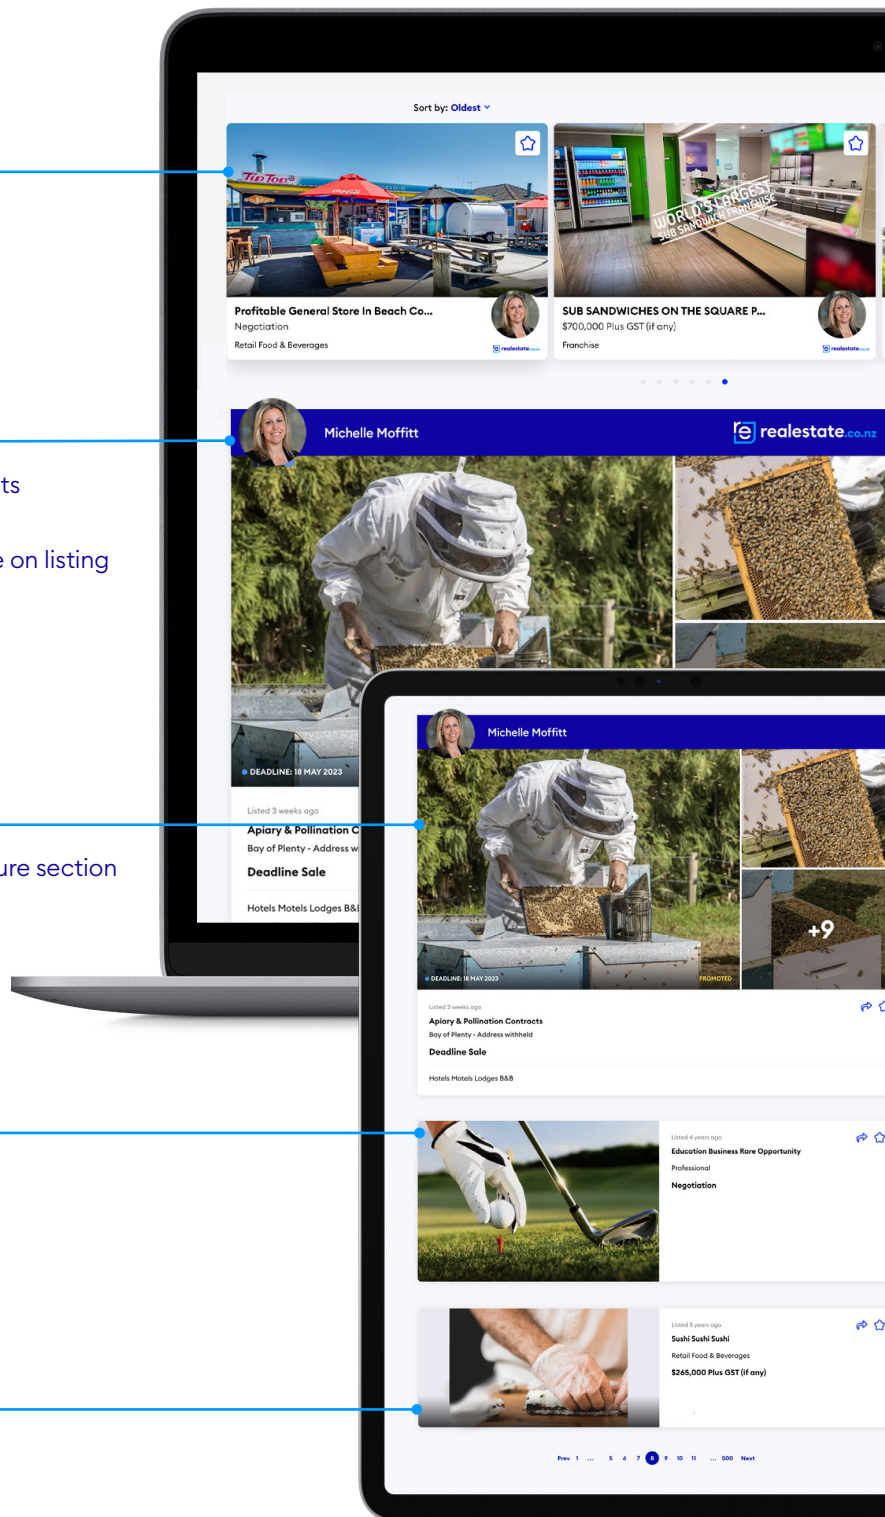 Sort by: Oldest
Tip Top
Coca-Cola
WORLD'S LARGEST
SUB SANDWICH FRANCHISE
Profitable General Store In Beach Co...
Negotiation
Retail Food & Beverages
realestate.co.nz
SUB SANDWICHES ON THE SQUARE P...
$700,000 Plus GST (if any)
Franchise
realestate.co.nz
Michelle Moffitt
realestate.co.nz
ts
e on listing
DEADLINE: 18 MAY 2023
Listed 3 weeks ago
Apiary & Pollination C
Bay of Plenty - Address w
Deadline Sale
Hotels Motels Lodges B&
ure section
Michelle Moffitt
+9
DEADLINE: 18 MAY 2023
PROMOTED
Listed 3 weeks ago
Apiary & Pollination Contracts
Bay of Plenty - Address withheld
Deadline Sale
Hotels Motels Lodges B&B
Listed 4 years ago
Education Business Rare Opportunity
Professional
Negotiation
Listed 5 years ago
Sushi Sushi Sushi
Retail Food & Beverages
$265,000 Plus GST (if any)
Prev 1 ... 5 6 7 8 9 10 11 ... 500 Next